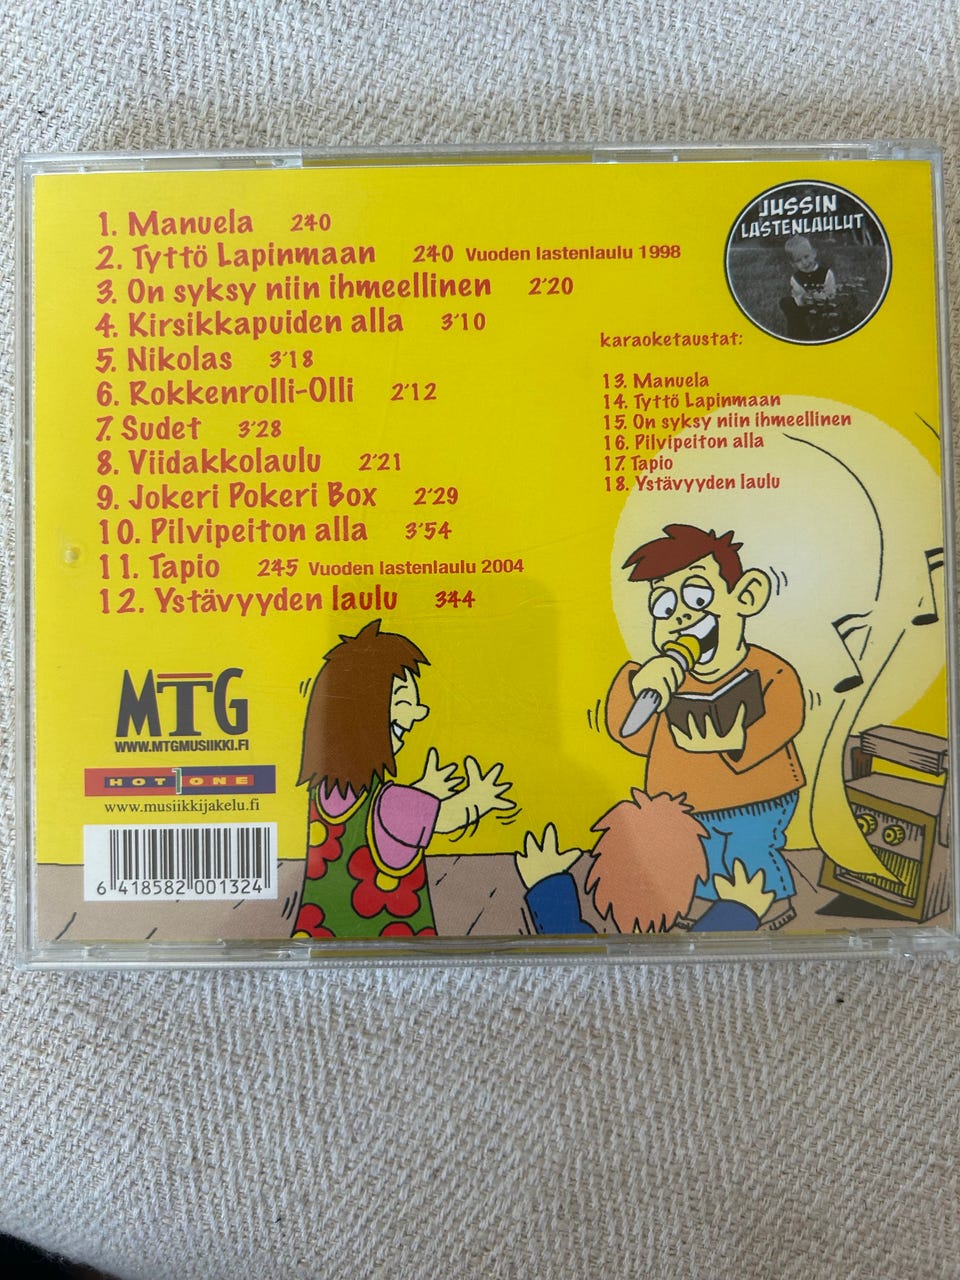 1. Manuela 2'40
2. Tyttö Lapinmaan 2'40 Vuoden lastenlaulu 1998
3. On syksy niin ihmeellinen 2'20
4. Kirsikkapuiden alla 3'10
5. Nikolas 3'18
6. Rokkenrolli-Olli 2'12
7. Sudet 3'28
8. Viidakkolaulu 2'21
9. Jokeri Pokeri Box 2'29
10. Pilvipeiton alla 3'54
11. Tapio 2'45 Vuoden lastenlaulu 2004
12. Ystävyyden laulu 3'44
JUSSIN
LASTENLAULUT
karaoketaustat:
13. Manuela
14. Tyttö Lapinmaan
15. On syksy niin ihmeellinen
16. Pilvipeiton alla
17. Tapio
18. Ystävyyden laulu
MTG
WWW.MTGMUSIIKKI.FI
HOT 1 ONE
www.musiikkijakelu.fi
6 418582 001324